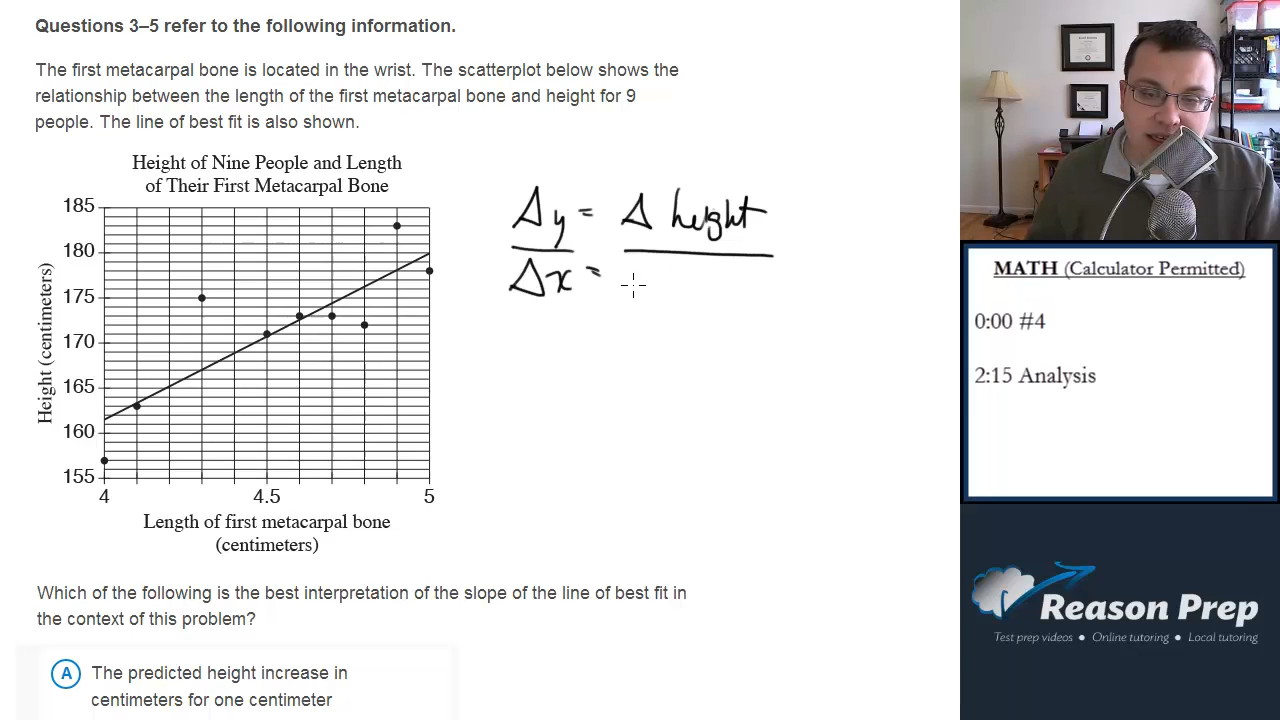 Questions 3–5 refer to the following information.
The first metacarpal bone is located in the wrist. The scatterplot below shows the
relationship between the length of the first metacarpal bone and height for 9
people. The line of best fit is also shown.
Height of Nine People and Length
of Their First Metacarpal Bone
Height (centimeters)
185
180
175
170
165
160
155
4 4.5 5
Length of first metacarpal bone
(centimeters)
Δy = Δ height
Δx =
Which of the following is the best interpretation of the slope of the line of best fit in
the context of this problem?
A The predicted height increase in
centimeters for one centimeter
MATH (Calculator Permitted)
0:00 #4
2:15 Analysis
Reason Prep
Test prep videos ● Online tutoring ● Local tutoring